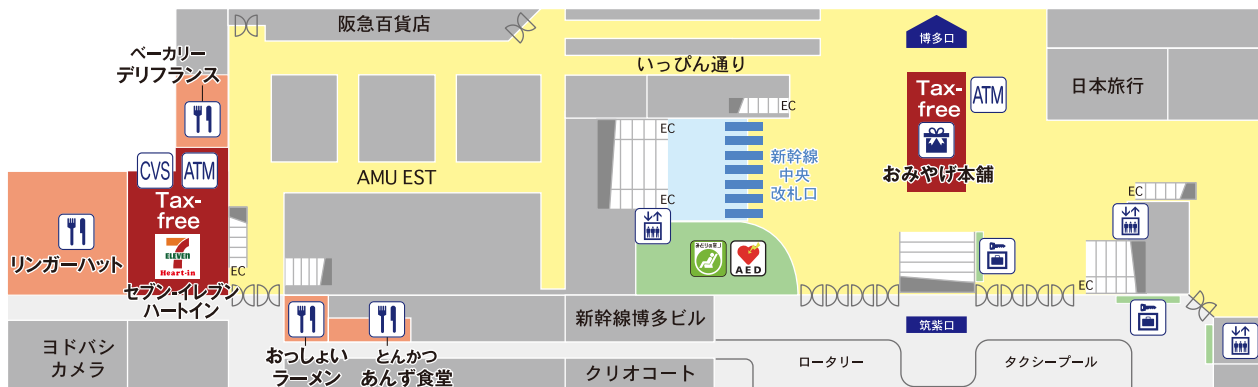 阪急百貨店
博多口
ベーカリー
デリフランス
いっぴん通り
日本旅行
Tax-
free
ATM
EC
EC
新幹線
中央
改札口
おみやげ本舗
CVS
ATM
AMU EST
Tax-
free
EC
EC
7
ELEVEN
Heart-in
リンガーハット
EC
みどりの窓口
AED
EC
セブン-イレブン
ハートイン
新幹線博多ビル
筑紫口
ヨドバシ
カメラ
おっしょい
ラーメン
とんかつ
あんず食堂
クリオコート
ロータリー
タクシープール